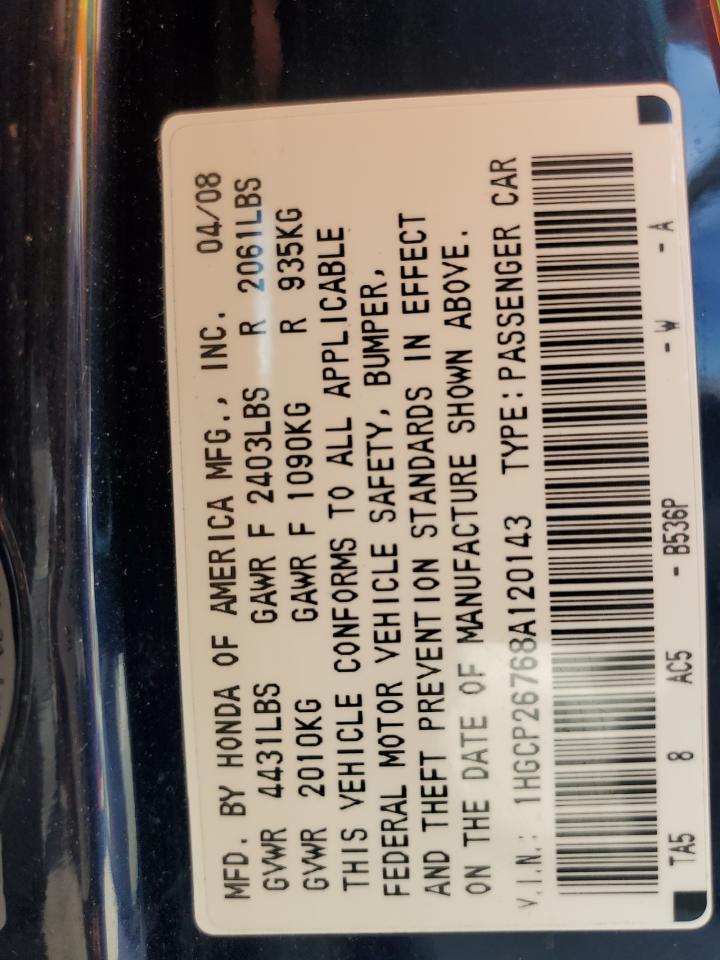 MFD. BY HONDA OF AMERICA MFG., INC. 04/08
GVWR 4431LBS GAWR F 2403LBS R 2061LBS
GVWR 2010KG GAWR F 1090KG R 935KG
THIS VEHICLE CONFORMS TO ALL APPLICABLE
FEDERAL MOTOR VEHICLE SAFETY, BUMPER,
AND THEFT PREVENTION STANDARDS IN EFFECT
ON THE DATE OF MANUFACTURE SHOWN ABOVE.
V.I.N.: 1HGCP26768A120143 TYPE: PASSENGER CAR
TA5 8 AC5 - B536P - W - A